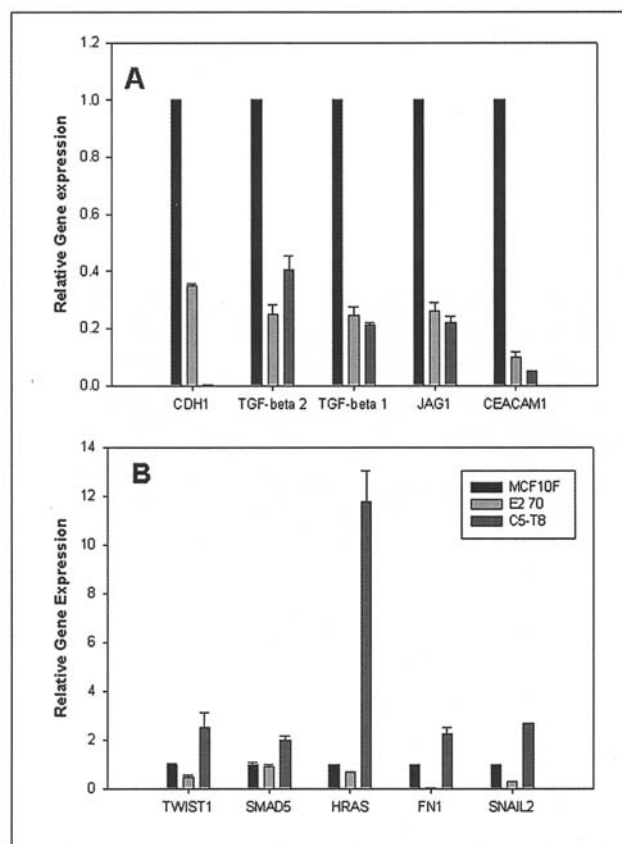 A
Relative Gene expression
1.2
1.0
0.8
0.6
0.4
0.2
0.0
CDH1 TGF-beta 2 TGF-beta 1 JAG1 CEACAM1
B
Relative Gene Expression
14
12
10
8
6
4
2
0
MCF10F
E2 70
C5-T8
TWIST1 SMAD5 HRAS FN1 SNAIL2